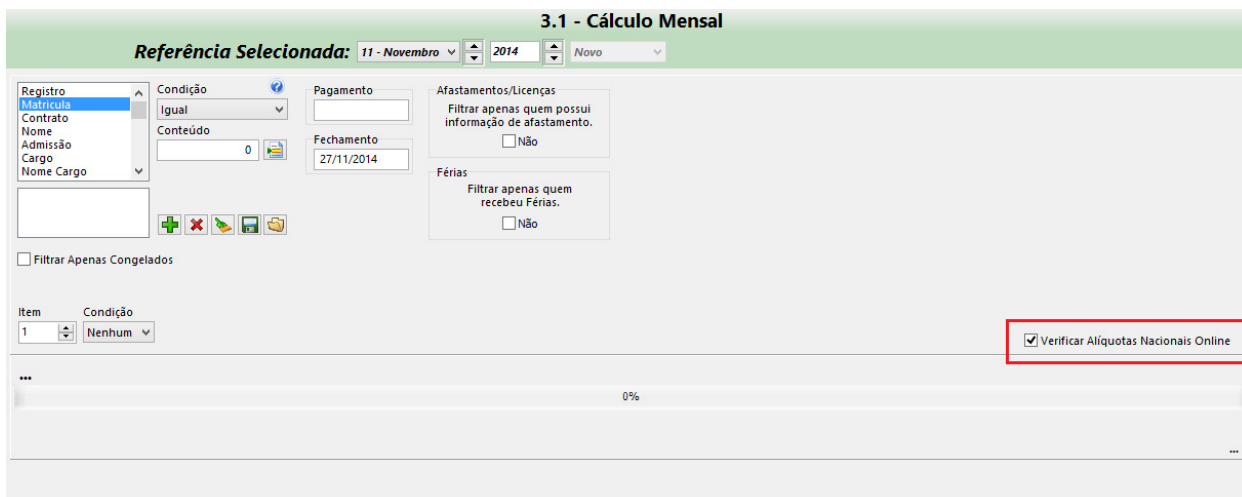 3.1 - Cálculo Mensal
Referência Selecionada: 11 - Novembro 2014 Novo
Registro
Matricula
Contrato
Nome
Admissão
Cargo
Nome Cargo
Condição
Igual
Conteúdo
0
Pagamento
Fechamento
27/11/2014
Afastamentos/Licenças
Filtrar apenas quem possui
informação de afastamento.
Não
Férias
Filtrar apenas quem
recebeu Férias.
Não
Filtrar Apenas Congelados
Item
1
Condição
Nenhum
Verificar Alíquotas Nacionais Online
...
0%
...